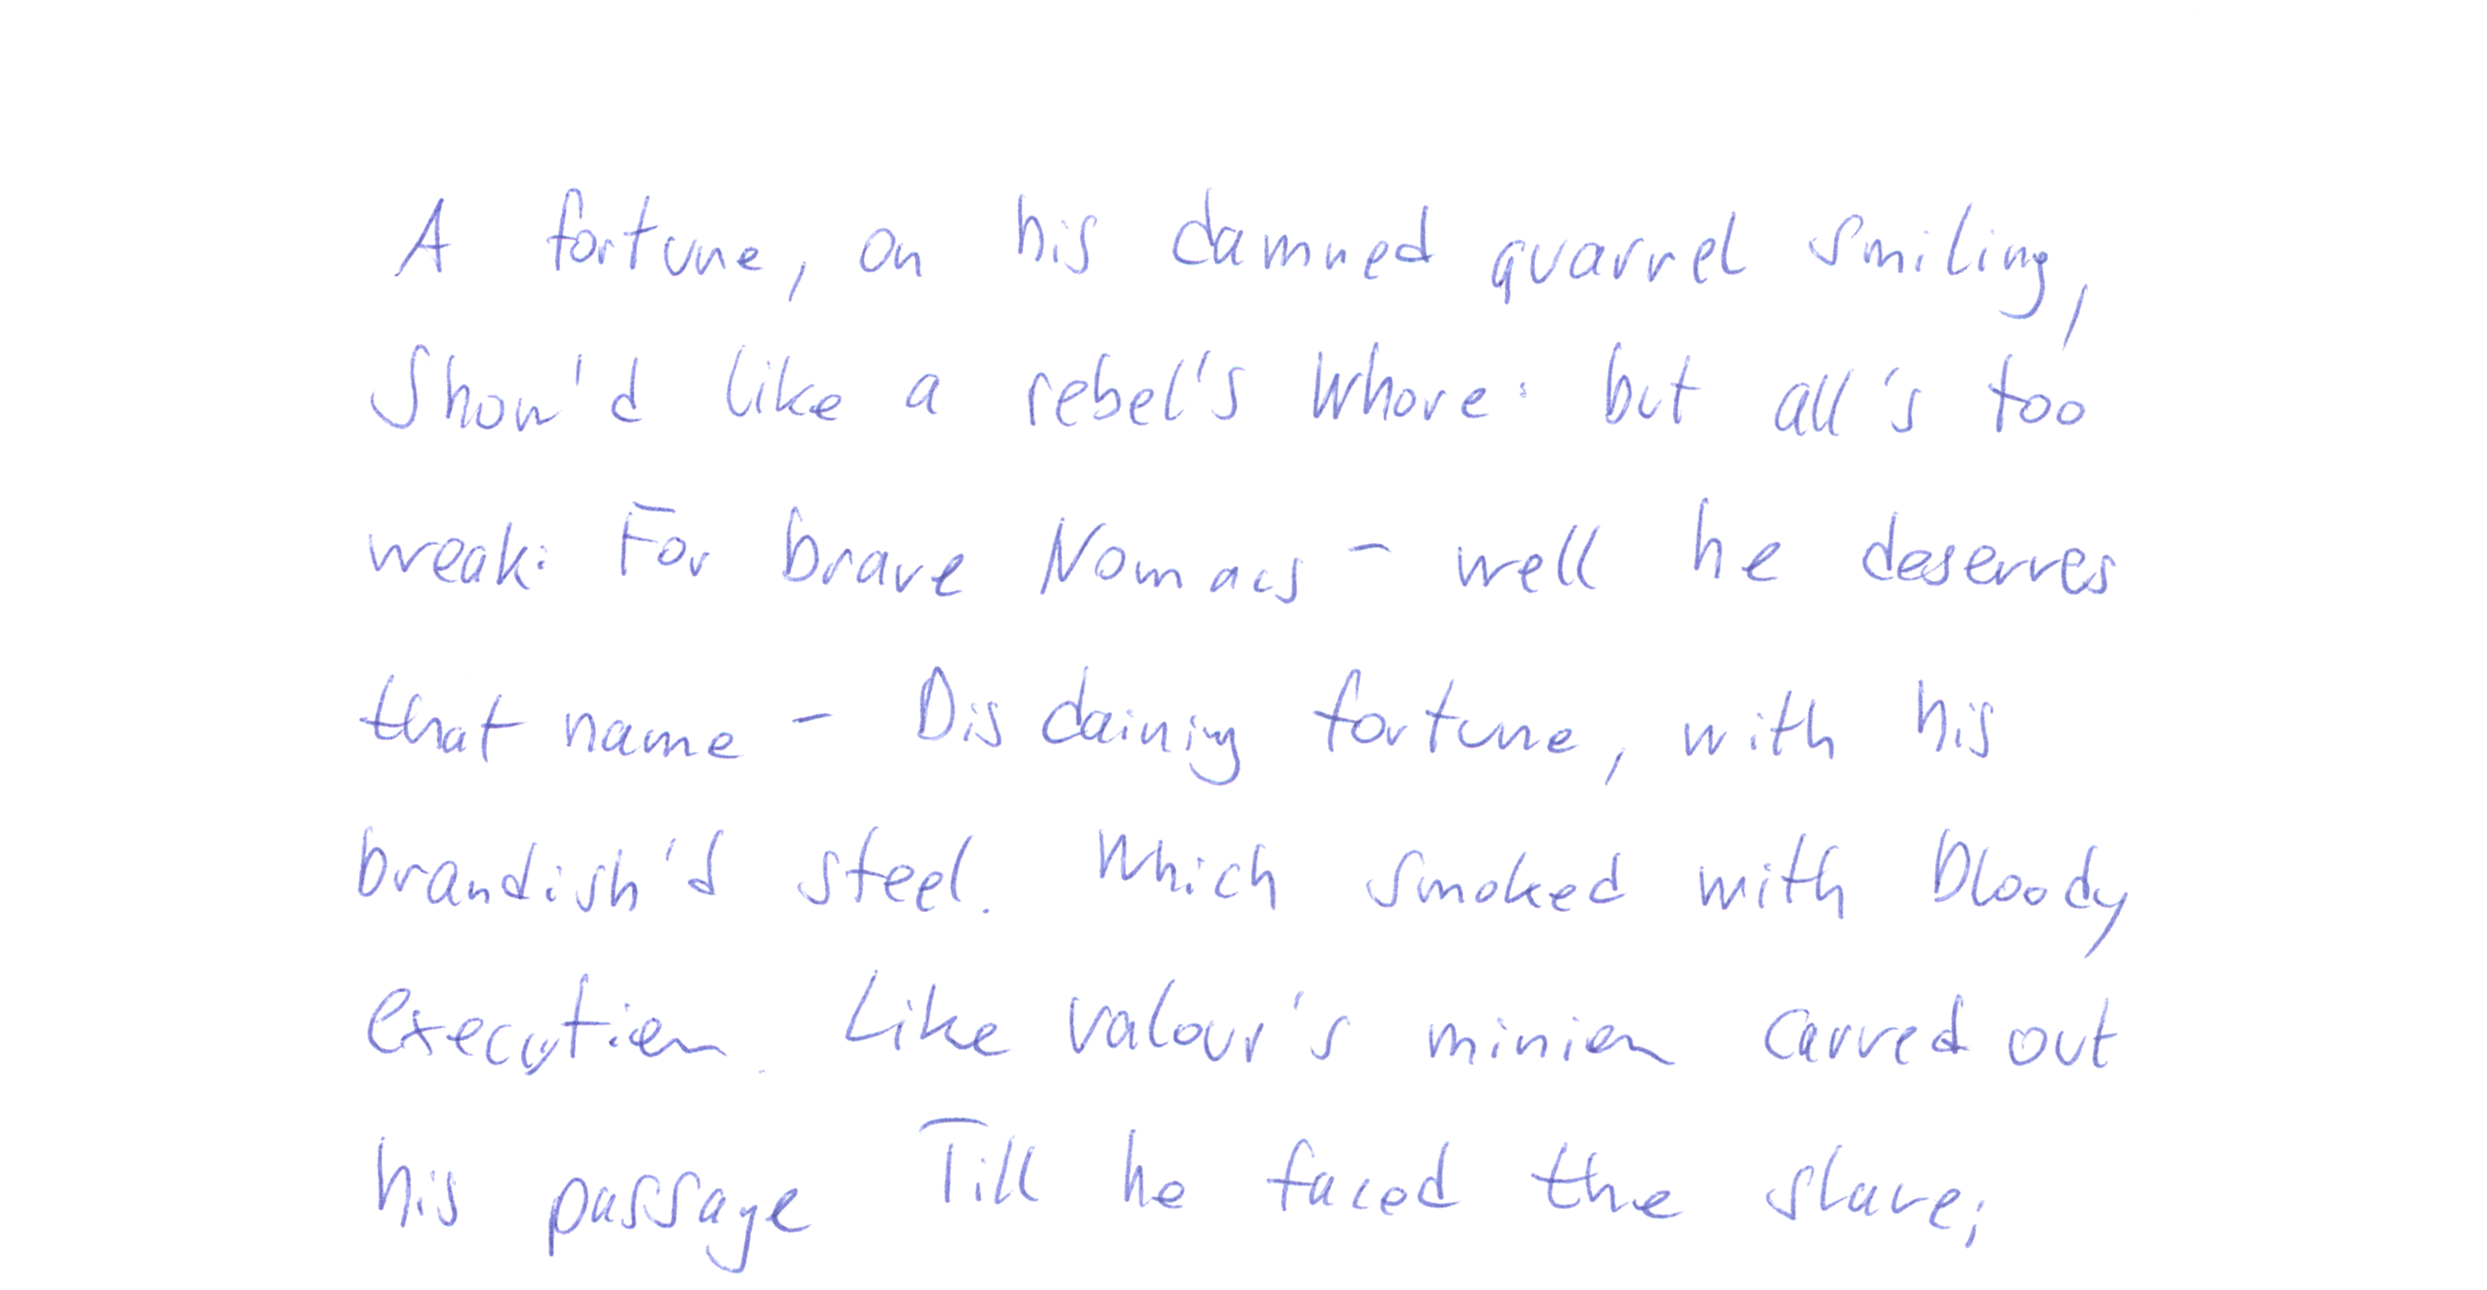 A fortune, on his damned quarrel smiling,
Show'd like a rebel's whore: but all's too
weak: For brave Nomacs - well he deserves
that name - Disdaining fortune, with his
brandish'd steel. Which smoked with bloody
execution. Like valour's minion carved out
his passage Till he faced the slave;